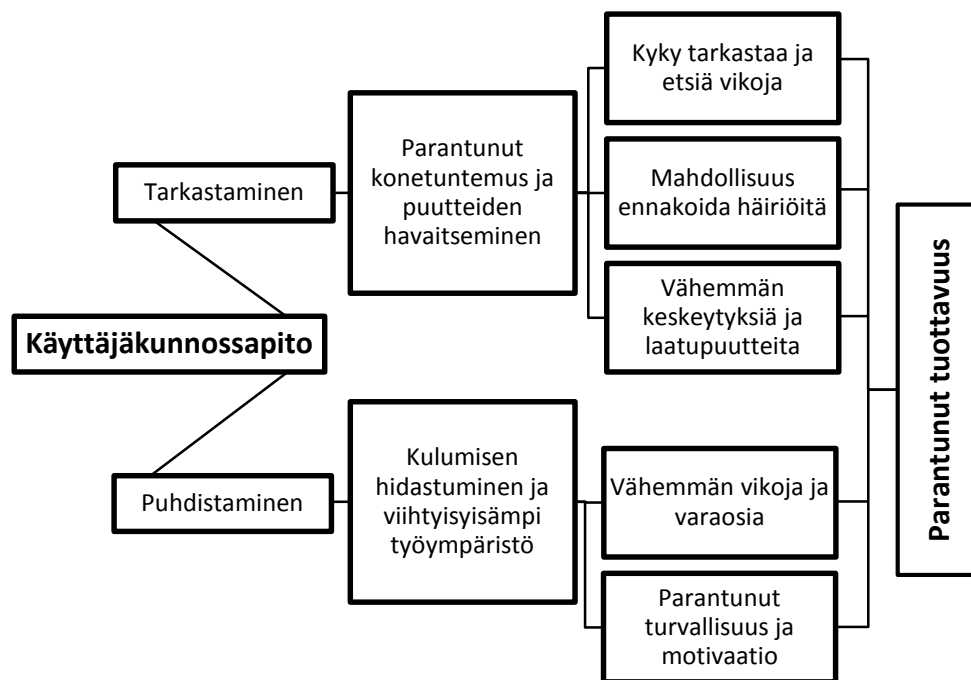 Käyttäjäkunnossapito
Tarkastaminen
Parantunut
konetuntemus ja
puutteiden
havaitseminen
Kyky tarkastaa ja
etsiä vikoja
Mahdollisuus
ennakoida häiriöitä
Vähemmän
keskeytyksiä ja
laatupuutteita
Puhdistaminen
Kulumisen
hidastuminen ja
viihtyisyisämpi
työympäristö
Vähemmän vikoja ja
varaosia
Parantunut
turvallisuus ja
motivaatio
Parantunut tuottavuus